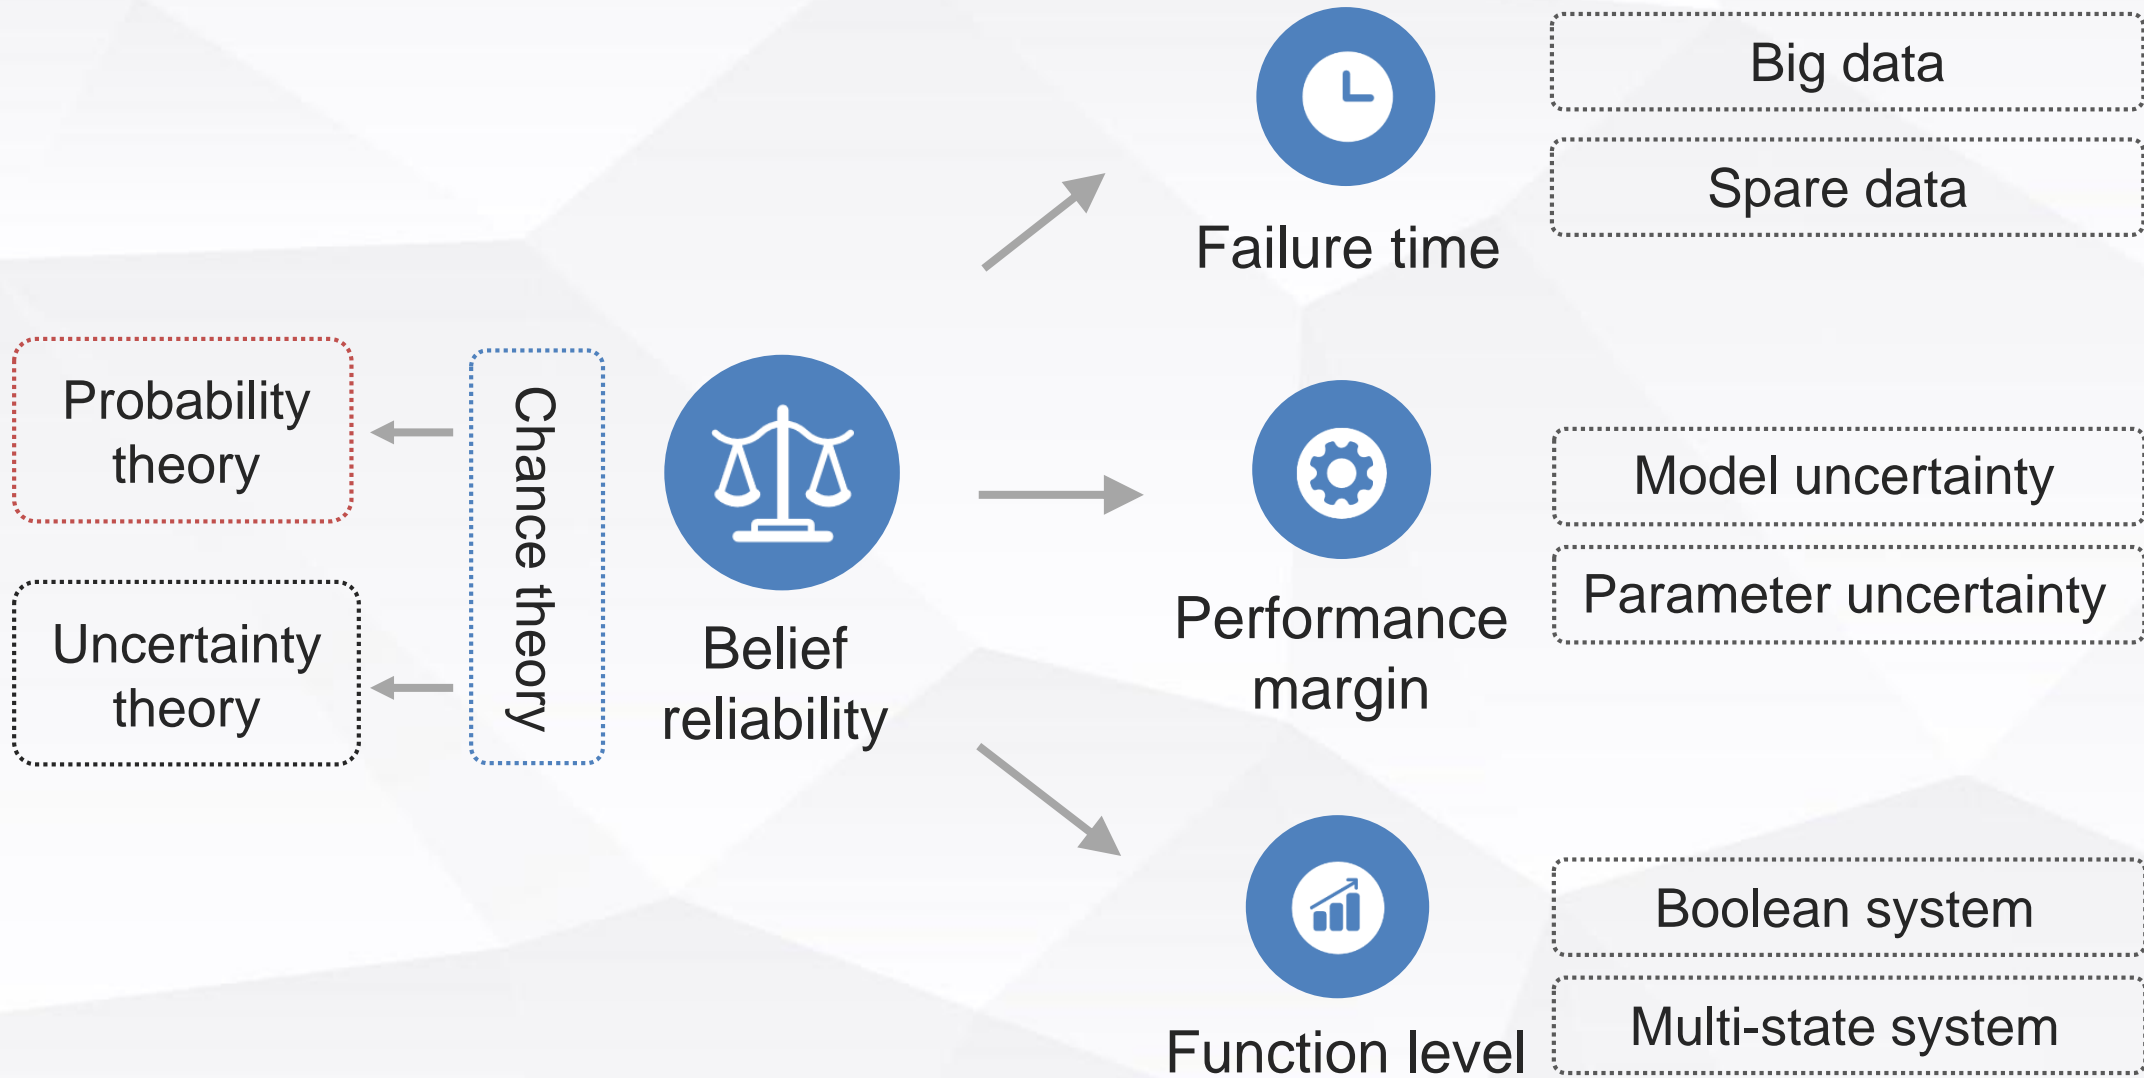 Probability
theory
Uncertainty
theory
Chance theory
Belief
reliability
Failure time
Big data
Spare data
Performance
margin
Model uncertainty
Parameter uncertainty
Function level
Boolean system
Multi-state system